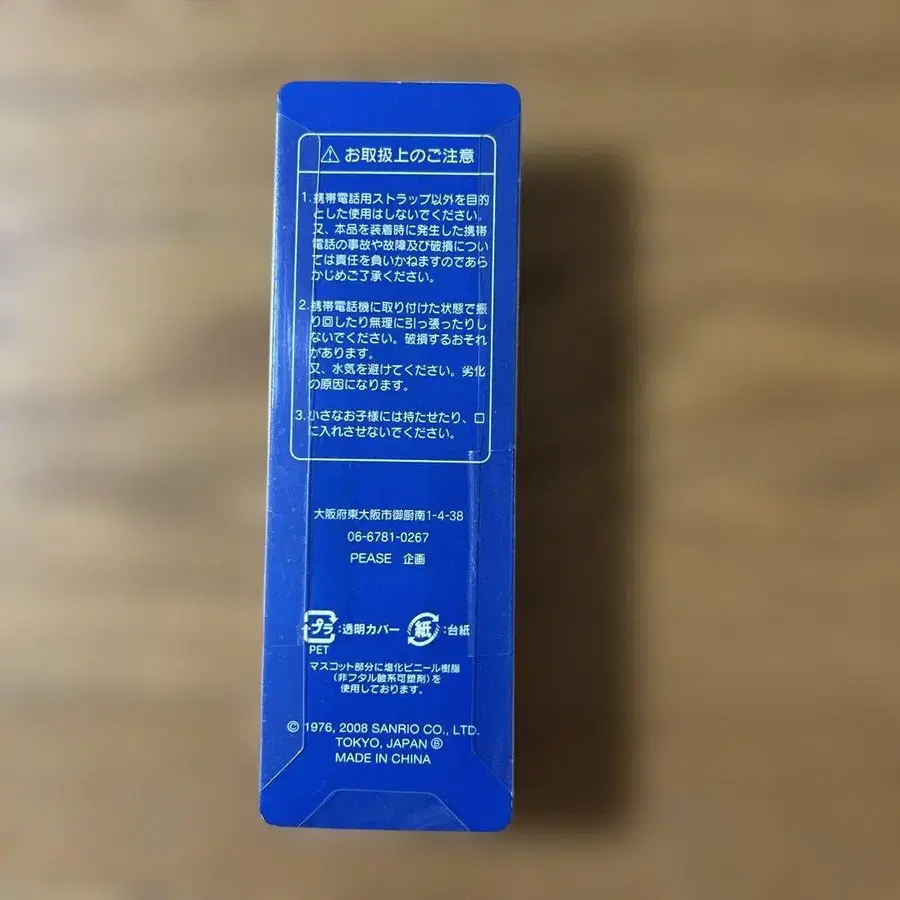 ⚠ お取扱上のご注意
1. 携帯電話用ストラップ以外を目的
とした使用はしないでください。
又、本品を装着時に発生した携帯
電話の事故や故障及び破損につい
ては責任を負いかねますのであら
かじめご了承ください。
2. 携帯電話機に取り付けた状態で振
り回したり無理に引っ張ったりし
ないでください。破損するおそれ
があります。
又、水気を避けてください。劣化
の原因になります。
3. 小さなお子様には持たせたり、口
に入れさせないでください。
大阪府東大阪市御厨南1-4-38
06-6781-0267
PEASE 企画
プラ :透明カバー 紙 :台紙
PET
マスコット部分に塩化ビニール樹脂
(非フタル酸系可塑剤)を
使用しております。
© 1976, 2008 SANRIO CO., LTD.
TOKYO, JAPAN Ⓑ
MADE IN CHINA